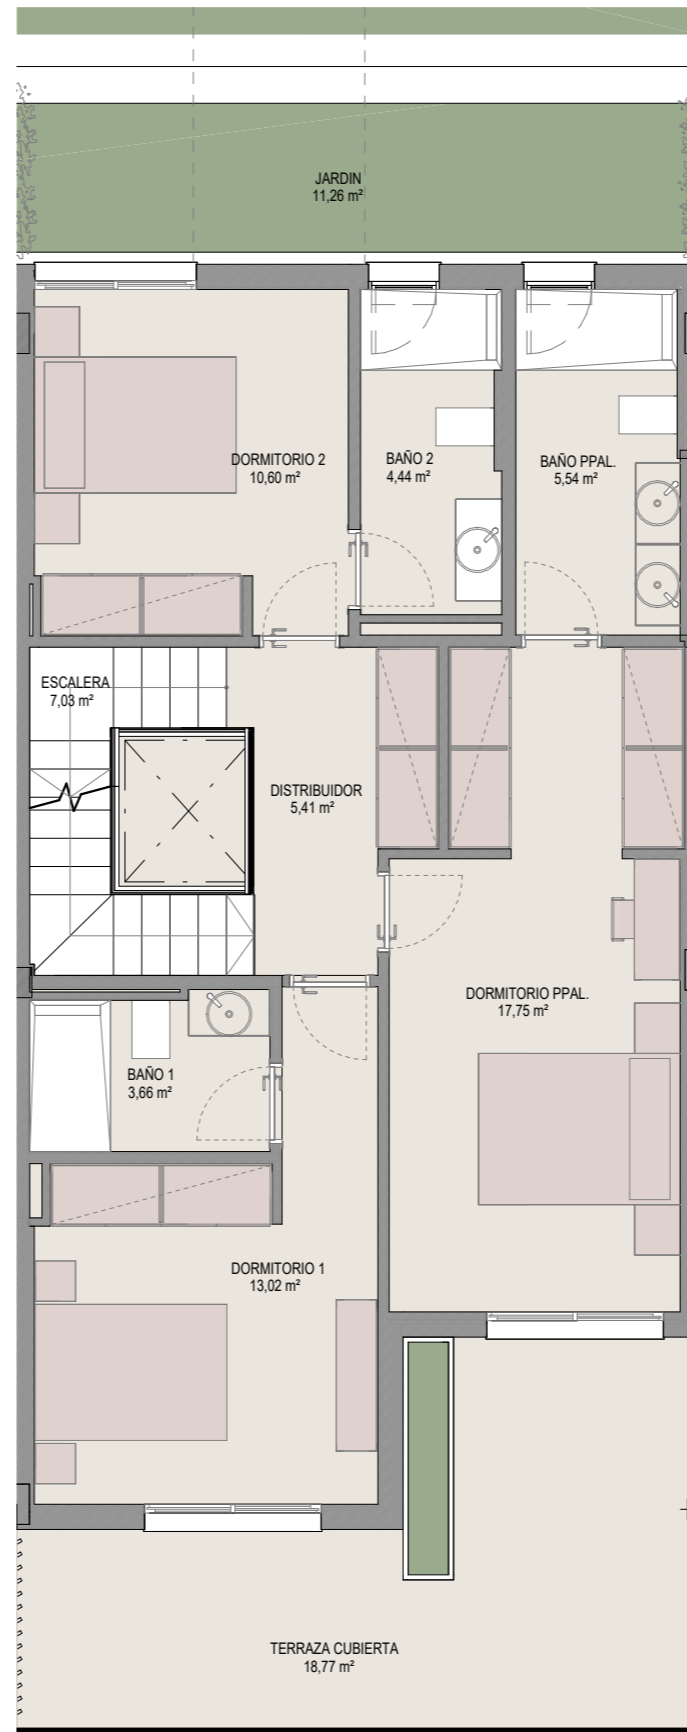 JARDIN
11,26 m²
DORMITORIO 2
10,60 m²
BAÑO 2
4,44 m²
BAÑO PPAL.
5,54 m²
ESCALERA
7,03 m²
DISTRIBUIDOR
5,41 m²
DORMITORIO PPAL.
17,75 m²
BAÑO 1
3,66 m²
DORMITORIO 1
13,02 m²
TERRAZA CUBIERTA
18,77 m²